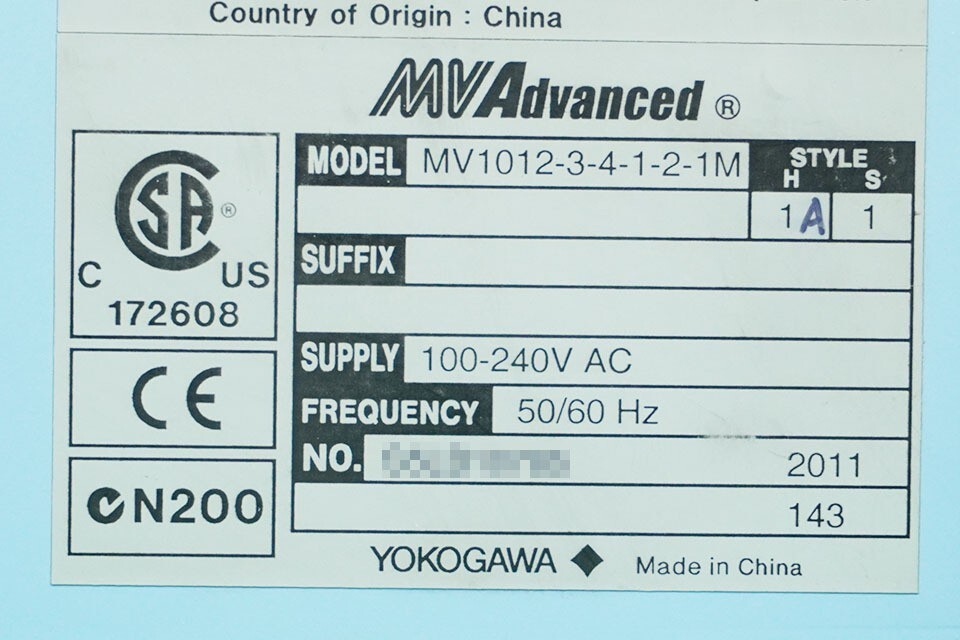 Country of Origin : China
MVAdvanced ®
MODEL MV1012-3-4-1-2-1M
STYLE
H S
1A 1
SUFFIX
SUPPLY 100-240V AC
FREQUENCY 50/60 Hz
NO. 2011
143
YOKOGAWA ◆ Made in China
CSA ®
C US
172608
CE
N200